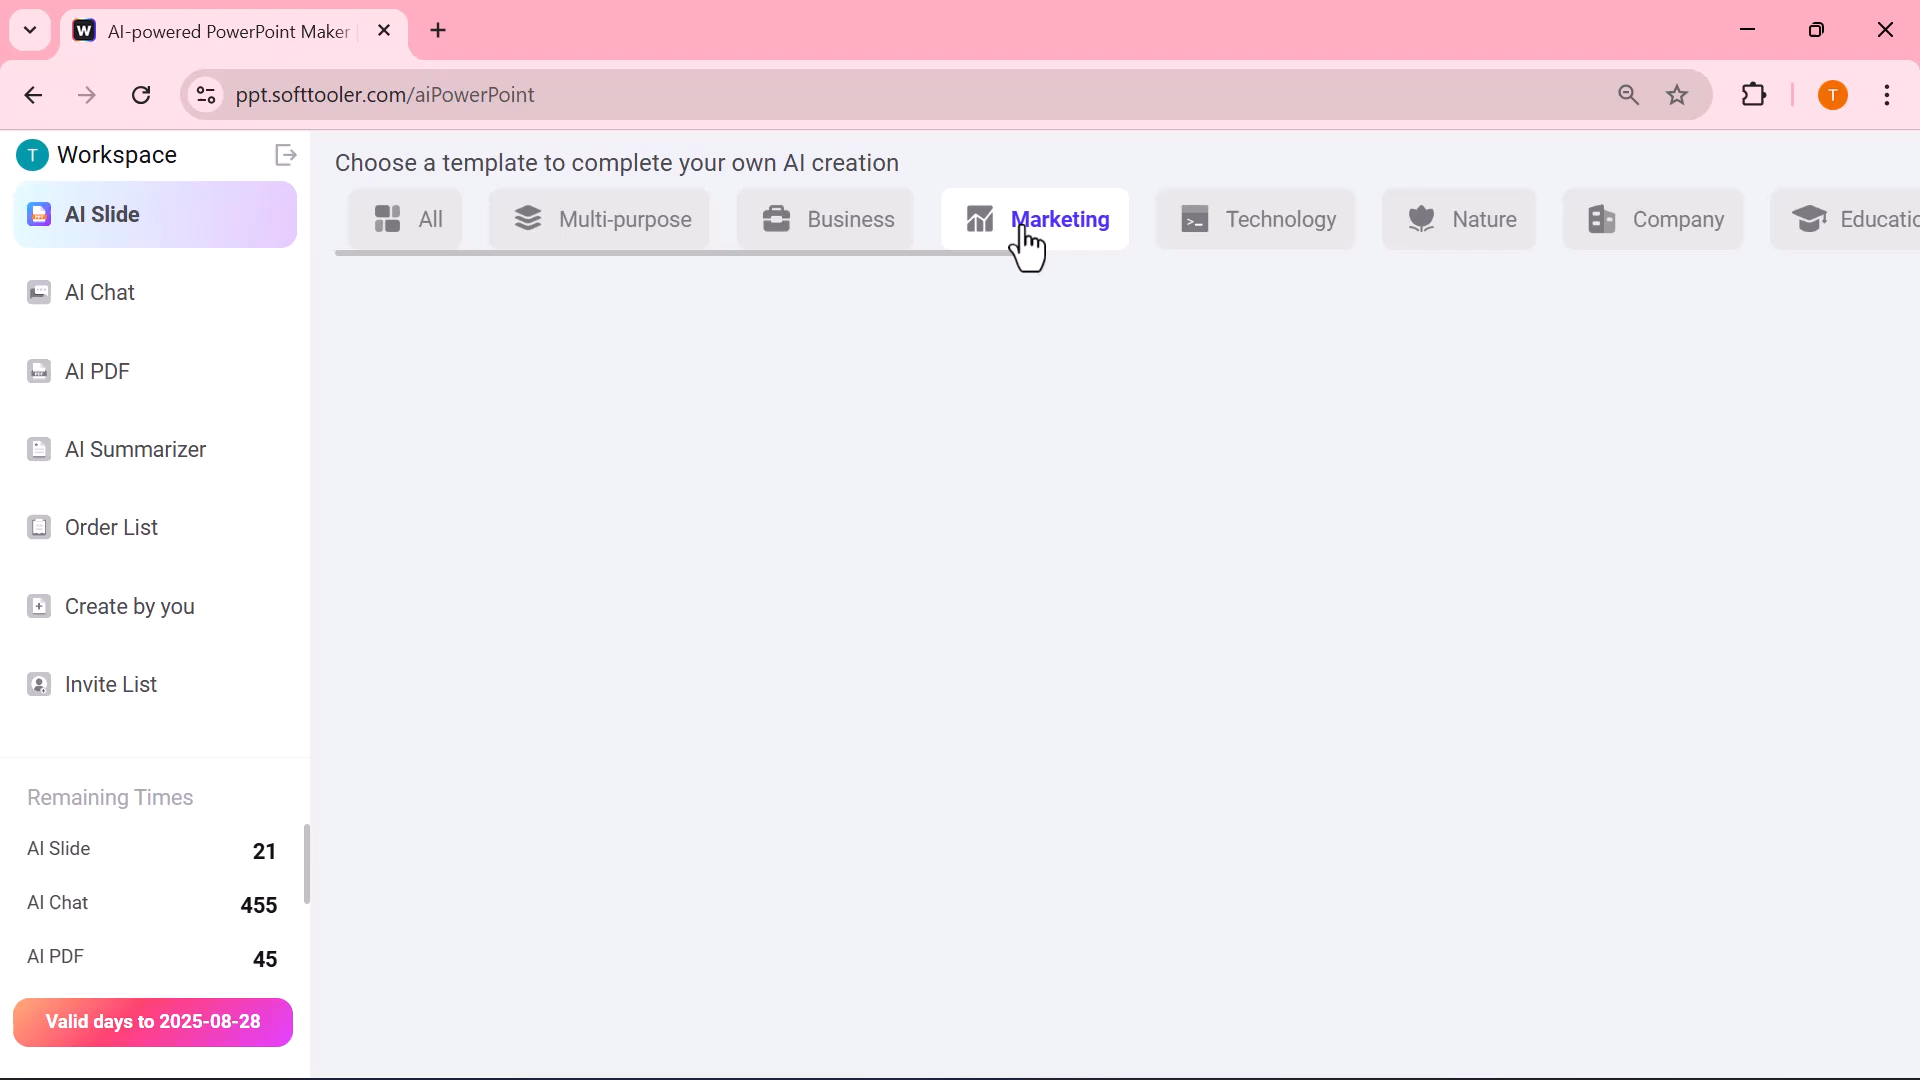 AI-powered PowerPoint Maker
ppt.softtooler.com/aiPowerPoint
T
T Workspace
AI Slide
AI Chat
AI PDF
AI Summarizer
Order List
Create by you
Invite List
Remaining Times
AI Slide 21
AI Chat 455
AI PDF 45
Valid days to 2025-08-28
Choose a template to complete your own AI creation
All Multi-purpose Business Marketing Technology Nature Company Educatio